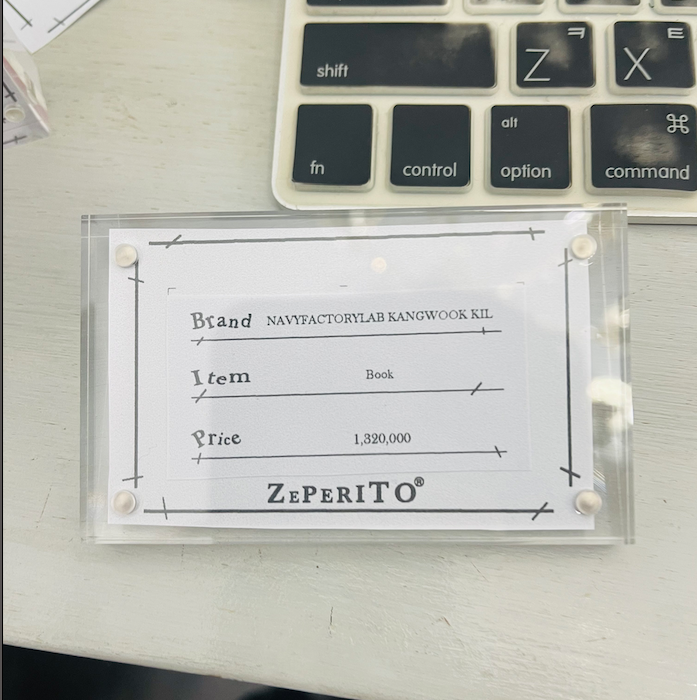 shift
Z ㅋ
X ㅌ
fn
control
alt
option
⌘
command
Brand NAVYFACTORYLAB KANGWOOK KIL
Item Book
Price 1,320,000
ZEPERITO®